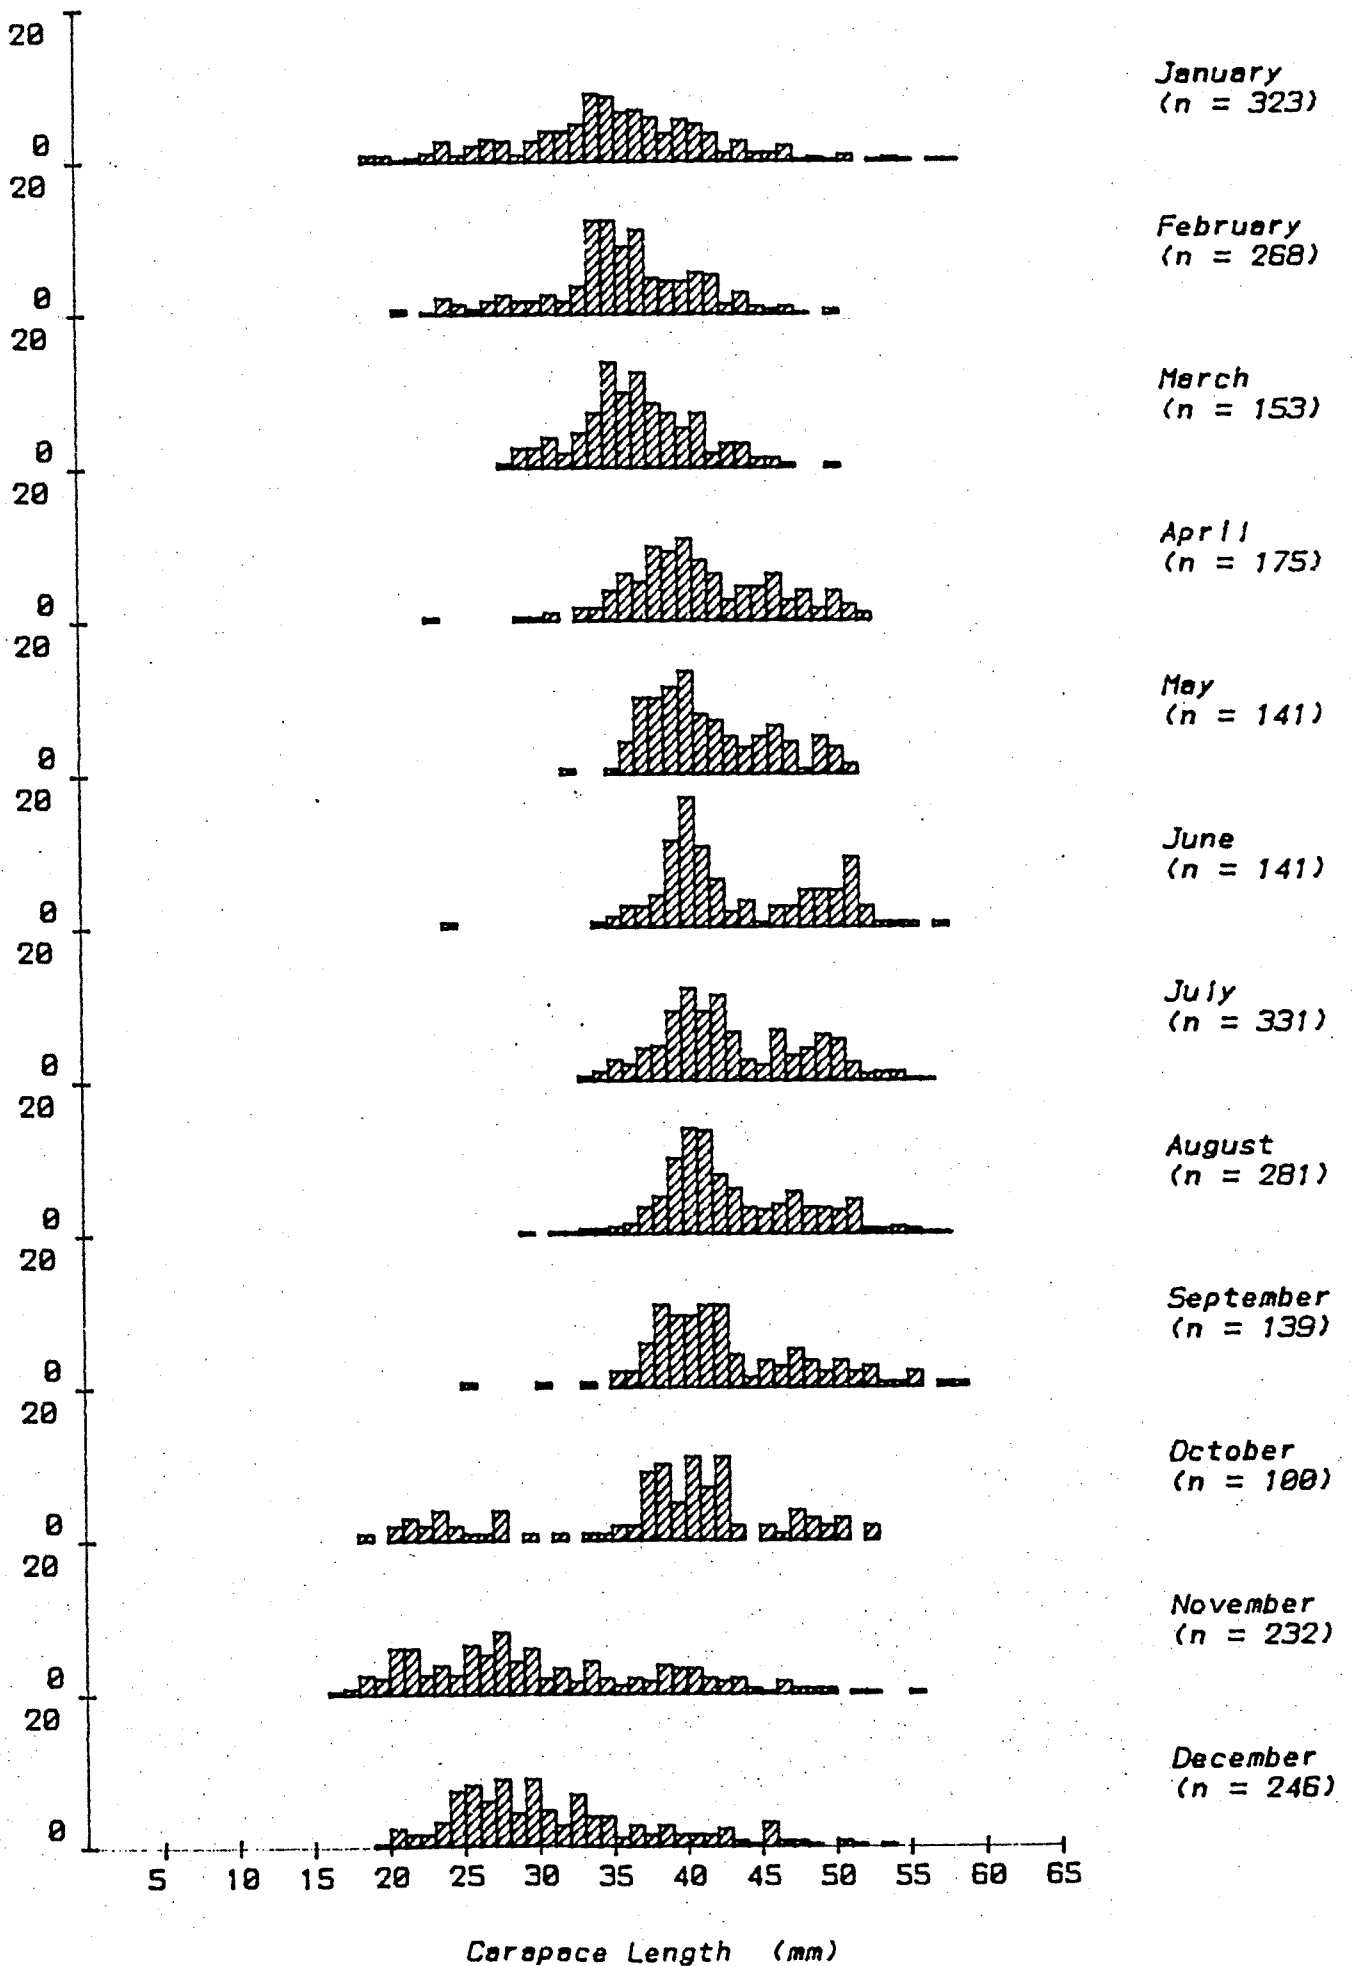 20
January
(n = 323)
0
20
February
(n = 268)
0
20
March
(n = 153)
0
20
April
(n = 175)
0
20
May
(n = 141)
0
20
June
(n = 141)
0
20
July
(n = 331)
0
20
August
(n = 281)
0
20
September
(n = 139)
0
20
October
(n = 100)
0
20
November
(n = 232)
0
20
December
(n = 246)
0
5 10 15 20 25 30 35 40 45 50 55 60 65
Carapace Length (mm)